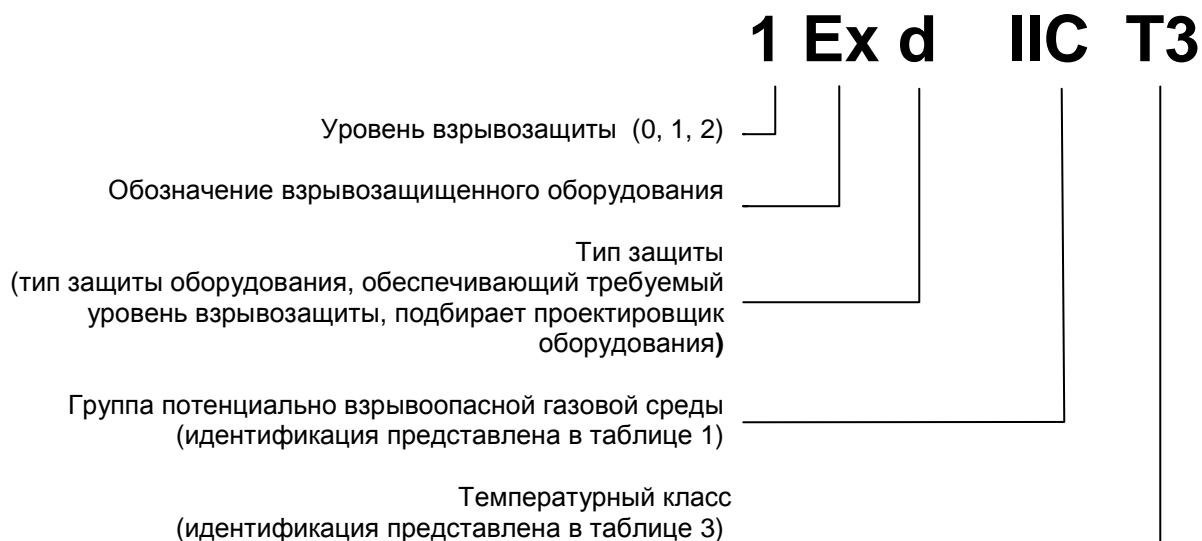 1 Ex d IIC T3
Уровень взрывозащиты (0, 1, 2)
Обозначение взрывозащищенного оборудования
Тип защиты
(тип защиты оборудования, обеспечивающий требуемый
уровень взрывозащиты, подбирает проектировщик
оборудования)
Группа потенциально взрывоопасной газовой среды
(идентификация представлена в таблице 1)
Температурный класс
(идентификация представлена в таблице 3)